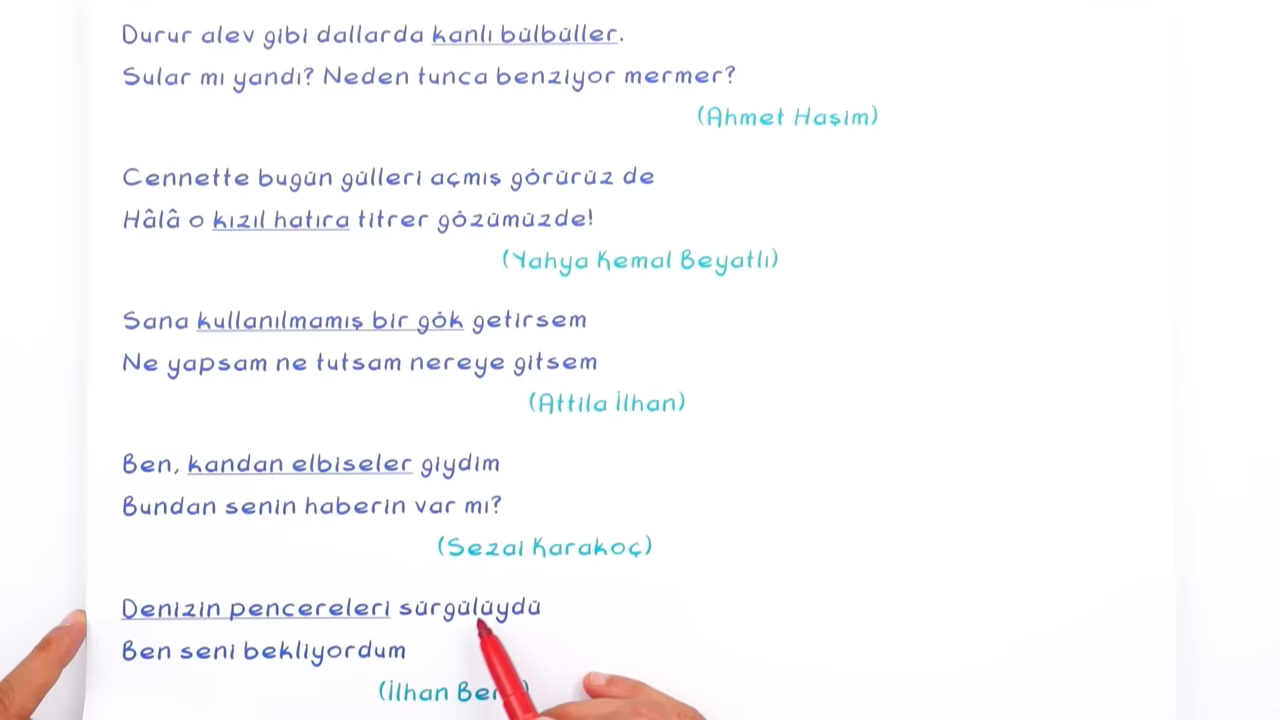 Durur alev gibi dallarda kanlı bülbüller.
Sular mı yandı? Neden tunca benziyor mermer?
(Ahmet Haşim)
Cennette bugün gülleri açmış görürüz de
Hâlâ o kızıl hatıra titrer gözümüzde!
(Yahya Kemal Beyatlı)
Sana kullanılmamış bir gök getirsem
Ne yapsam ne tutsam nereye gitsem
(Attila İlhan)
Ben, kandan elbiseler giydim
Bundan senin haberin var mı?
(Sezai Karakoç)
Denizin pencereleri sürgülüydü
Ben seni bekliyordum
(İlhan